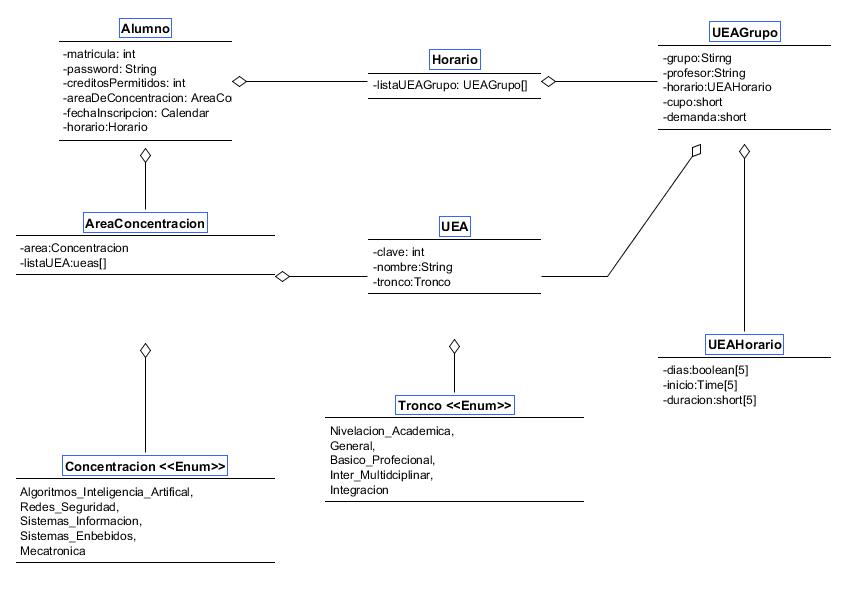 Alumno
-matricula: int
-password: String
-creditosPermitidos: int
-areaDeConcentracion: AreaCo
-fechaInscripcion: Calendar
-horario:Horario
Horario
-listaUEAGrupo: UEAGrupo[]
UEAGrupo
-grupo:Stirng
-profesor:String
-horario:UEAHorario
-cupo:short
-demanda:short
AreaConcentracion
-area:Concentracion
-listaUEA:ueas[]
UEA
-clave: int
-nombre:String
-tronco:Tronco
UEAHorario
-dias:boolean[5]
-inicio:Time[5]
-duracion:short[5]
Tronco <<Enum>>
Nivelacion_Academica,
General,
Basico_Profecional,
Inter_Multidciplinar,
Integracion
Concentracion <<Enum>>
Algoritmos_Inteligencia_Artifical,
Redes_Seguridad,
Sistemas_Informacion,
Sistemas_Enbebidos,
Mecatronica